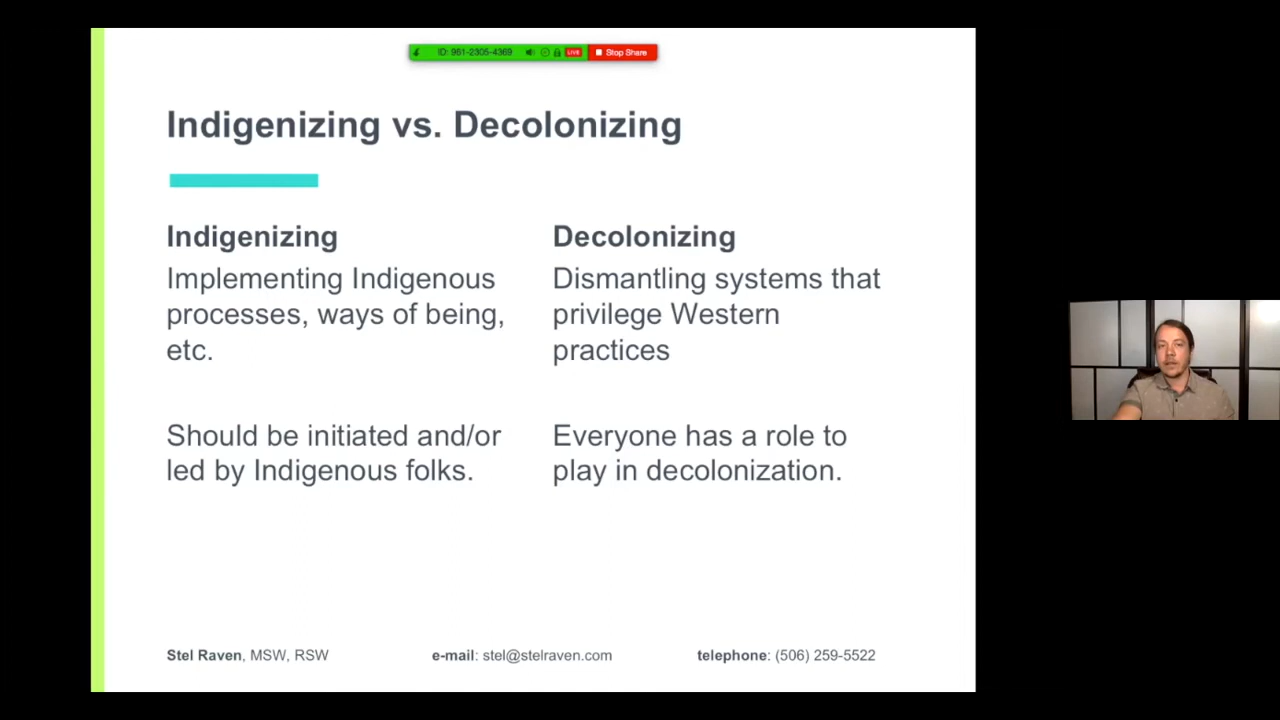 ID: 981-2305-4369 LIVE Stop Share
Indigenizing vs. Decolonizing
Indigenizing
Implementing Indigenous
processes, ways of being,
etc.
Should be initiated and/or
led by Indigenous folks.
Decolonizing
Dismantling systems that
privilege Western
practices
Everyone has a role to
play in decolonization.
Stel Raven, MSW, RSW
e-mail: stel@stelraven.com
telephone: (506) 259-5522